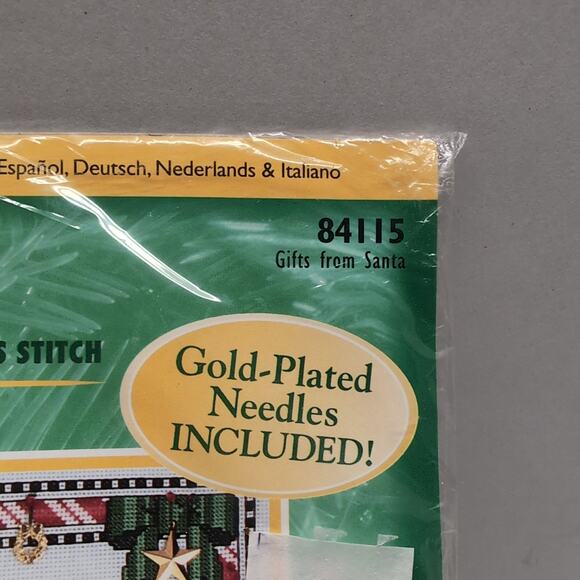 Español, Deutsch, Nederlands & Italiano
84115
Gifts from Santa
S STITCH
Gold-Plated
Needles
INCLUDED!